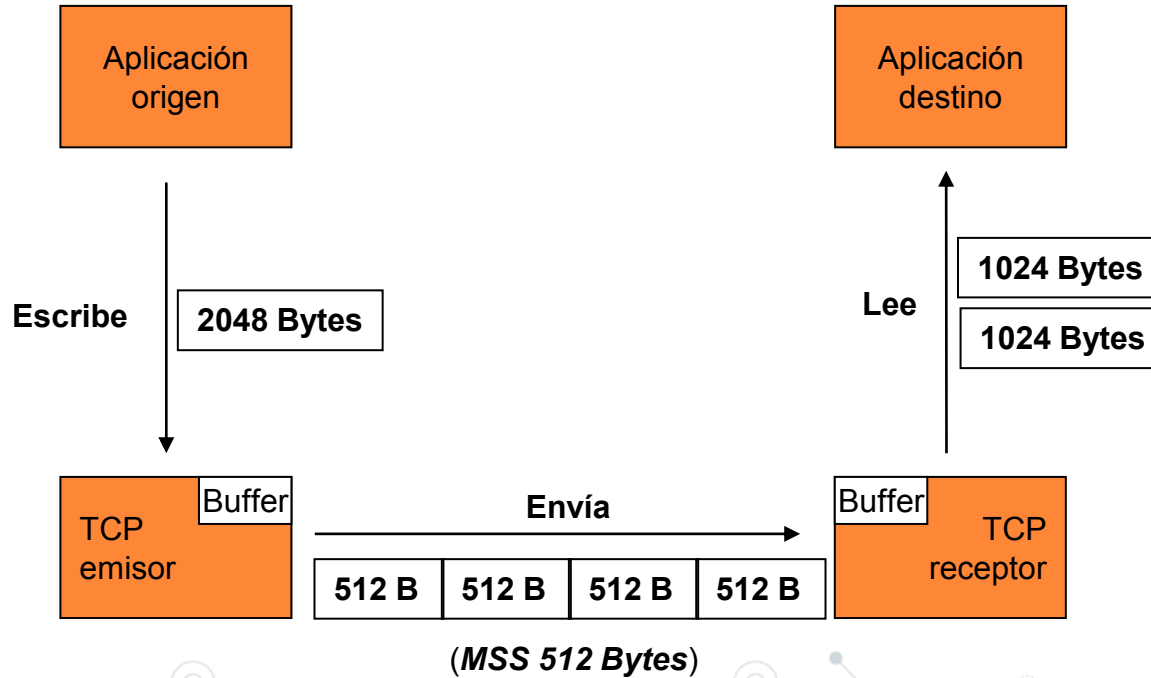 Aplicación
origen
Aplicación
destino
Escribe
2048 Bytes
Lee
1024 Bytes
1024 Bytes
Buffer
TCP
emisor
Envía
512 B
512 B
512 B
512 B
Buffer
TCP
receptor
(MSS 512 Bytes)